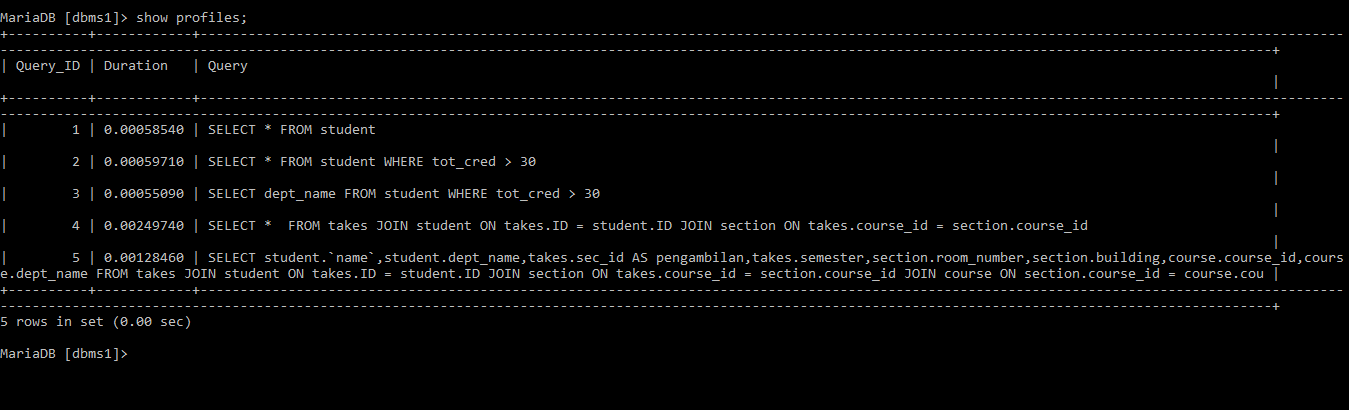 MariaDB [dbms1]> show profiles;
+----------+------------+----------------------------------------------------------------------------------------------------------------------------------------------
---------------------------------------------------------------------------------------------------------------------------------------------------------------+
| Query_ID | Duration   | Query
|
+----------+------------+----------------------------------------------------------------------------------------------------------------------------------------------
---------------------------------------------------------------------------------------------------------------------------------------------------------------+
|        1 | 0.00058540 | SELECT * FROM student
|
|        2 | 0.00059710 | SELECT * FROM student WHERE tot_cred > 30
|
|        3 | 0.00055090 | SELECT dept_name FROM student WHERE tot_cred > 30
|
|        4 | 0.00249740 | SELECT *  FROM takes JOIN student ON takes.ID = student.ID JOIN section ON takes.course_id = section.course_id
|
|        5 | 0.00128460 | SELECT student.`name`,student.dept_name,takes.sec_id AS pengambilan,takes.semester,section.room_number,section.building,course.course_id,cours
e.dept_name FROM takes JOIN student ON takes.ID = student.ID JOIN section ON takes.course_id = section.course_id JOIN course ON section.course_id = course.cou |
+----------+------------+----------------------------------------------------------------------------------------------------------------------------------------------
---------------------------------------------------------------------------------------------------------------------------------------------------------------+
5 rows in set (0.00 sec)
MariaDB [dbms1]>